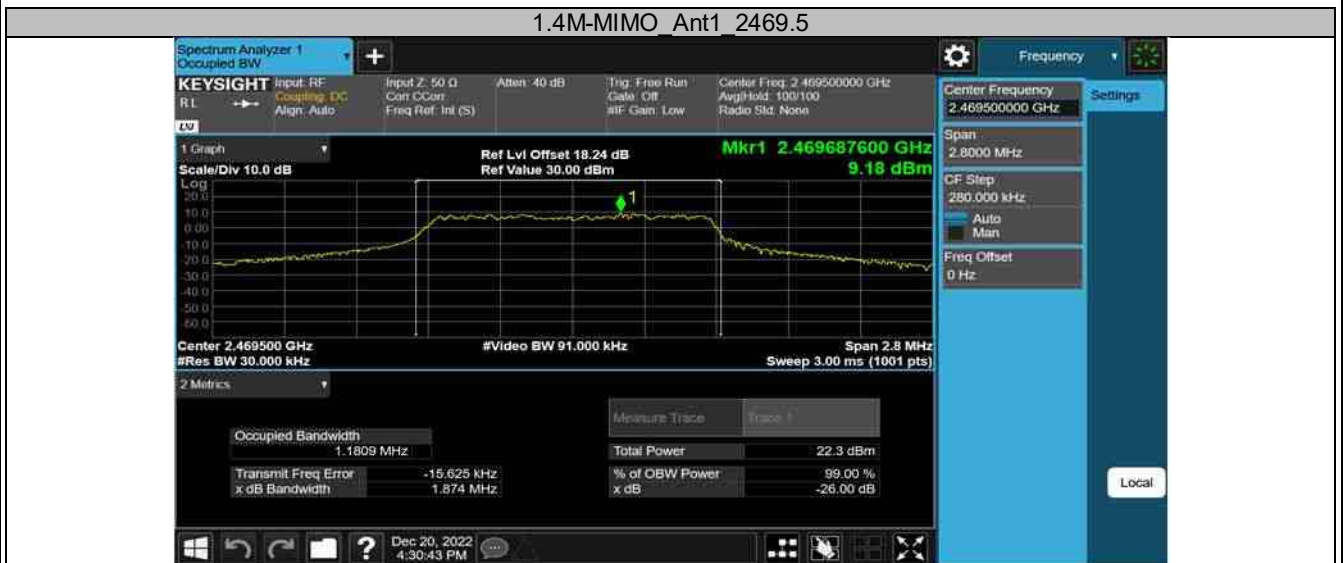 1.4M-MIMO_Ant1_2469.5
Spectrum Analyzer 1
Occupied BW
+
Frequency
KEYSIGHT
RL
LXI
Input: RF
Coupling: DC
Align: Auto
Input Z: 50 Ω
Corr CCorr
Freq Ref: Int (S)
Atten: 40 dB
Trig: Free Run
Gate: Off
#IF Gain: Low
Center Freq: 2.469500000 GHz
Avg|Hold: 100/100
Radio Std: None
Center Frequency
2.469500000 GHz
Settings
Span
2.8000 MHz
CF Step
280.000 kHz
Auto
Man
Freq Offset
0 Hz
1 Graph
Scale/Div 10.0 dB
Ref Lvl Offset 18.24 dB
Ref Value 30.00 dBm
Mkr1 2.469687600 GHz
9.18 dBm
Log
20.0
10.0
0.00
-10.0
-20.0
-30.0
-40.0
-50.0
-60.0
1
Center 2.469500 GHz
#Res BW 30.000 kHz
#Video BW 91.000 kHz
Span 2.8 MHz
Sweep 3.00 ms (1001 pts)
2 Metrics
Measure Trace
Trace 1
Occupied Bandwidth
1.1809 MHz
Total Power 22.3 dBm
Transmit Freq Error -15.625 kHz
% of OBW Power 99.00 %
x dB Bandwidth 1.874 MHz
x dB -26.00 dB
Local
?
Dec 20, 2022
4:30:43 PM